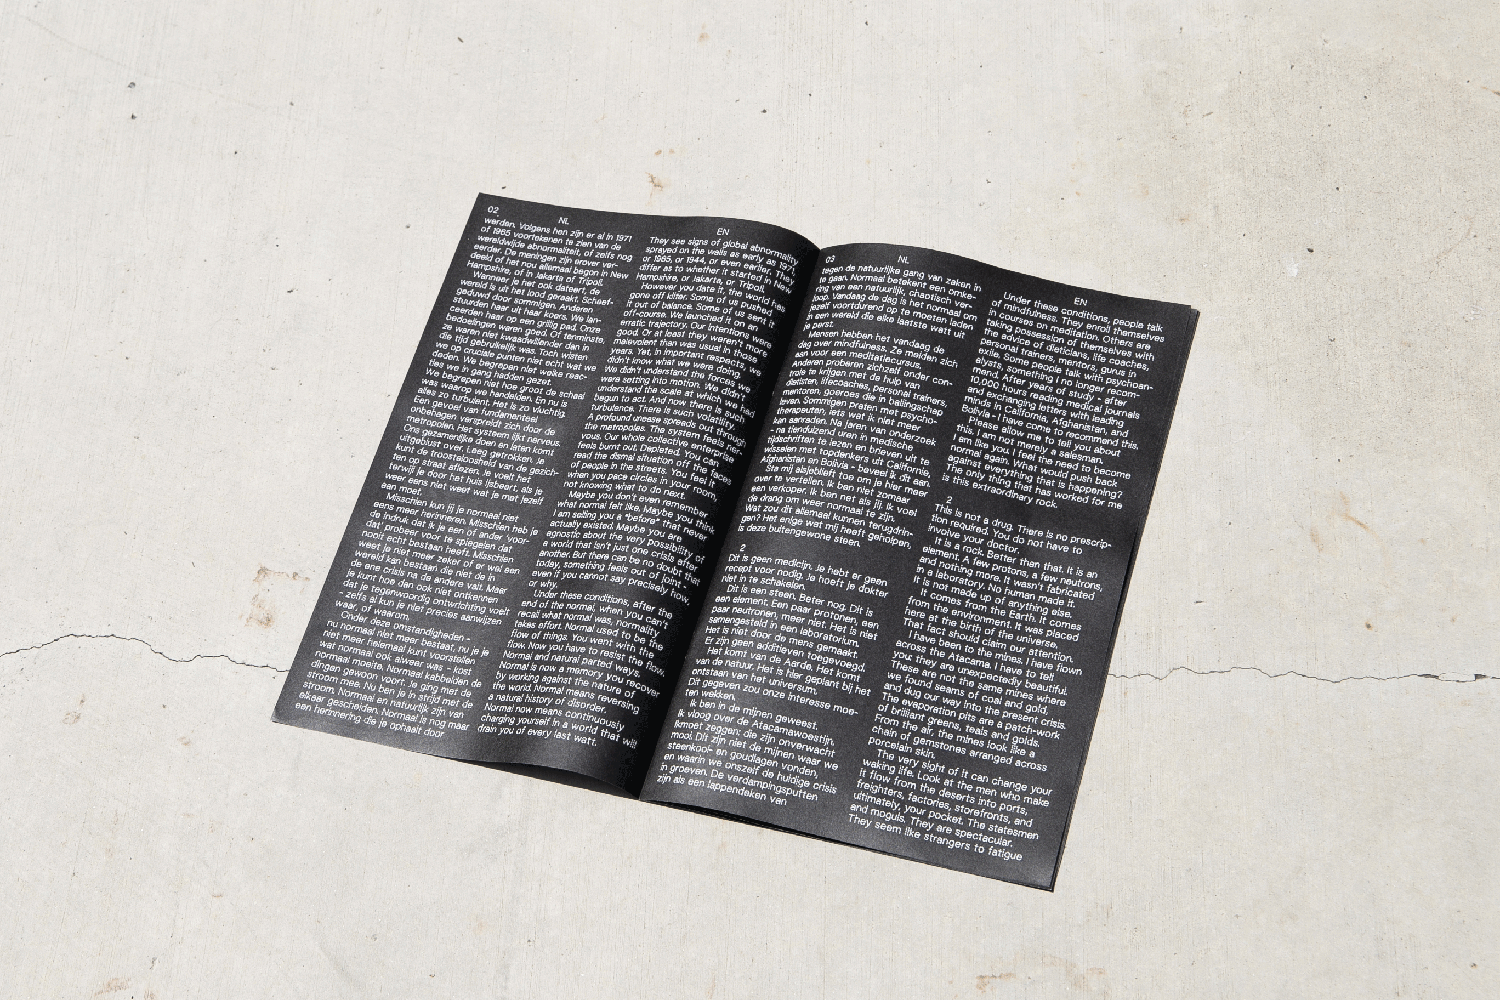 02
NL
werden. Volgens hen zijn er al in 1971
of 1965 voortekenen te zien van de
wereldwijde abnormaliteit, of zelfs nog
eerder. De meningen zijn erover ver-
deeld of het nou allemaal begon in New
Hampshire, of in Jakarta of Tripoli.
Wanneer je het ook dateert, de
wereld is uit het lood geraakt. Scheef-
geduwd door sommigen. Anderen
stuurden haar uit haar koers. We lan-
ceerden haar op een grillig pad. Onze
bedoelingen waren goed. Of tenminste,
ze waren niet kwaadwillender dan in
die tijd gebruikelijk was. Toch wisten
we op cruciale punten niet echt wat we
deden. We begrepen niet welke reac-
ties we in gang hadden gezet.
We begrepen niet hoe groot de schaal
was waarop we handelden. En nu is
alles zo turbulent. Het is zo vluchtig.
Een gevoel van fundamenteel
onbehagen verspreidt zich door de
metropolen. Het systeem lijkt nerveus.
Ons gezamenlijke doen en laten komt
uitgeblust over. Leeg getrokken. Je
kunt de troosteloosheid van de gezich-
ten op straat aflezen. Je voelt het
terwijl je door het huis ijsbeert, als je
weer eens niet weet wat je met jezelf
aan moet.
Misschien kun jij je normaal niet
eens meer herinneren. Misschien heb je
de indruk dat ik je een of ander 'voor-
dat' probeer voor te spiegelen dat
nooit echt bestaan heeft. Misschien
weet je niet meer zeker of er wel een
wereld kan bestaan die niet de in
de ene crisis na de andere valt. Maar
je kunt hoe dan ook niet ontkennen
dat je tegenwoordig ontwrichting voelt
- zelfs al kun je niet precies aanwijzen
waar, of waarom.
Onder deze omstandigheden -
nu normaal niet meer bestaat, nu je je
niet meer helemaal kunt voorstellen
wat normaal ook alweer was - kost
normaal moeite. Normaal kabbelden de
dingen gewoon voort. Je ging met de
stroom mee. Nu ben je in strijd met de
stroom. Normaal en natuurlijk zijn van
elkaar gescheiden. Normaal is nog maar
een herinnering die je ophaalt door
EN
They see signs of global abnormality
sprayed on the walls as early as 1971,
or 1965, or 1944, or even earlier. They
differ as to whether it started in New
Hampshire, or Jakarta, or Tripoli.
However you date it, the world has
gone off kilter. Some of us pushed
it out of balance. Some of us sent it
off-course. We launched it on an
erratic trajectory. Our intentions were
good. Or at least they weren't more
malevolent than was usual in those
years. Yet, in important respects, we
didn't know what we were doing.
We didn't understand the forces we
were setting into motion. We didn't
understand the scale at which we had
begun to act. And now there is such
turbulence. There is such volatility.
A profound unease spreads out through
the metropoles. The system feels ner-
vous. Our whole collective enterprise
feels burnt out. Depleted. You can
read the dismal situation off the faces
of people in the streets. You feel it
when you pace circles in your room,
not knowing what to do next.
Maybe you don't even remember
what normal felt like. Maybe you think
I am selling you a "before" that never
actually existed. Maybe you are
agnostic about the very possibility of
a world that isn't just one crisis after
another. But there can be no doubt that
today, something feels out of joint -
even if you cannot say precisely how,
or why.
Under these conditions, after the
end of the normal, when you can't
recall what normal was, normality
takes effort. Normal used to be the
flow of things. You went with the
flow. Now you have to resist the flow.
Normal and natural parted ways.
Normal is now a memory you recover
by working against the nature of
the world. Normal means reversing
a natural history of disorder.
Normal now means continuously
charging yourself in a world that will
drain you of every last watt.
03
NL
tegen de natuurlijke gang van zaken in
te gaan. Normaal betekent een omke-
ring van een natuurlijk, chaotisch ver-
loop. Vandaag de dag is het normaal om
jezelf voortdurend op te moeten laden
in een wereld die elke laatste watt uit
je perst.
Mensen hebben het vandaag de
dag over mindfulness. Ze melden zich
aan voor een meditatiecursus.
Anderen proberen zichzelf onder con-
trole te krijgen met de hulp van
diëtisten, lifecoaches, personal trainers,
mentoren, goeroes die in ballingschap
leven. Sommigen praten met psycho-
therapeuten, iets wat ik niet meer
kan aanraden. Na jaren van onderzoek
- na tienduizend uren in medische
tijdschriften te lezen en brieven uit te
wisselen met topdenkers uit Californië,
Afghanistan en Bolivia - beveel ik dit aan.
Sta mij alsjeblieft toe om je hier meer
over te vertellen. Ik ben niet zomaar
een verkoper. Ik ben net als jij. Ik voel
de drang om weer normaal te zijn.
Wat zou dit allemaal kunnen terugdrin-
gen? Het enige wat mij heeft geholpen,
is deze buitengewone steen.
2
Dit is geen medicijn. Je hebt er geen
recept voor nodig. Je hoeft je dokter
niet in te schakelen.
Dit is een steen. Beter nog. Dit is
een element. Een paar protonen, een
paar neutronen, meer niet. Het is niet
samengesteld in een laboratorium.
Het is niet door de mens gemaakt.
Er zijn geen additieven toegevoegd.
Het komt van de Aarde. Het komt
van de natuur. Het is hier geplant bij het
ontstaan van het universum.
Dit gegeven zou onze interesse moe-
ten wekken.
Ik ben in de mijnen geweest.
Ik vloog over de Atacamawoestijn.
Ikmoet zeggen: die zijn onverwacht
mooi. Dit zijn niet de mijnen waar we
steenkool- en goudlagen vonden,
en waarin we onszelf de huidige crisis
in groeven. De verdampingsputten
zijn als een lappendeken van
EN
Under these conditions, people talk
of mindfulness. They enroll themselves
in courses on meditation. Others are
taking possession of themselves with
the advice of dieticians, life coaches,
personal trainers, mentors, gurus in
exile. Some people talk with psychoan-
alysts, something I no longer recom-
mend. After years of study - after
10,000 hours reading medical journals
and exchanging letters with leading
minds in California, Afghanistan, and
Bolivia - I have come to recommend this.
Please allow me to tell you about
this. I am not merely a salesman.
I am like you. I feel the need to become
normal again. What would push back
against everything that is happening?
The only thing that has worked for me
is this extraordinary rock.
2
This is not a drug. There is no prescrip-
tion required. You do not have to
involve your doctor.
It is a rock. Better than that. It is an
element. A few protons, a few neutrons,
and nothing more. It wasn't fabricated
in a laboratory. No human made it.
It is not made up of anything else.
It comes from the Earth. It comes
from the environment. It was placed
here at the birth of the universe.
That fact should claim our attention.
I have been to the mines. I have flown
across the Atacama. I have to tell
you: they are unexpectedly beautiful.
These are not the same mines where
we found seams of coal and gold,
and dug our way into the present crisis.
The evaporation pits are a patch-work
of brilliant greens, teals and golds.
From the air, the mines look like a
chain of gemstones arranged across
porcelain skin.
The very sight of it can change your
waking life. Look at the men who make
it flow from the deserts into ports,
freighters, factories, storefronts, and
ultimately, your pocket. The statesmen
and moguls. They are spectacular.
They seem like strangers to fatigue